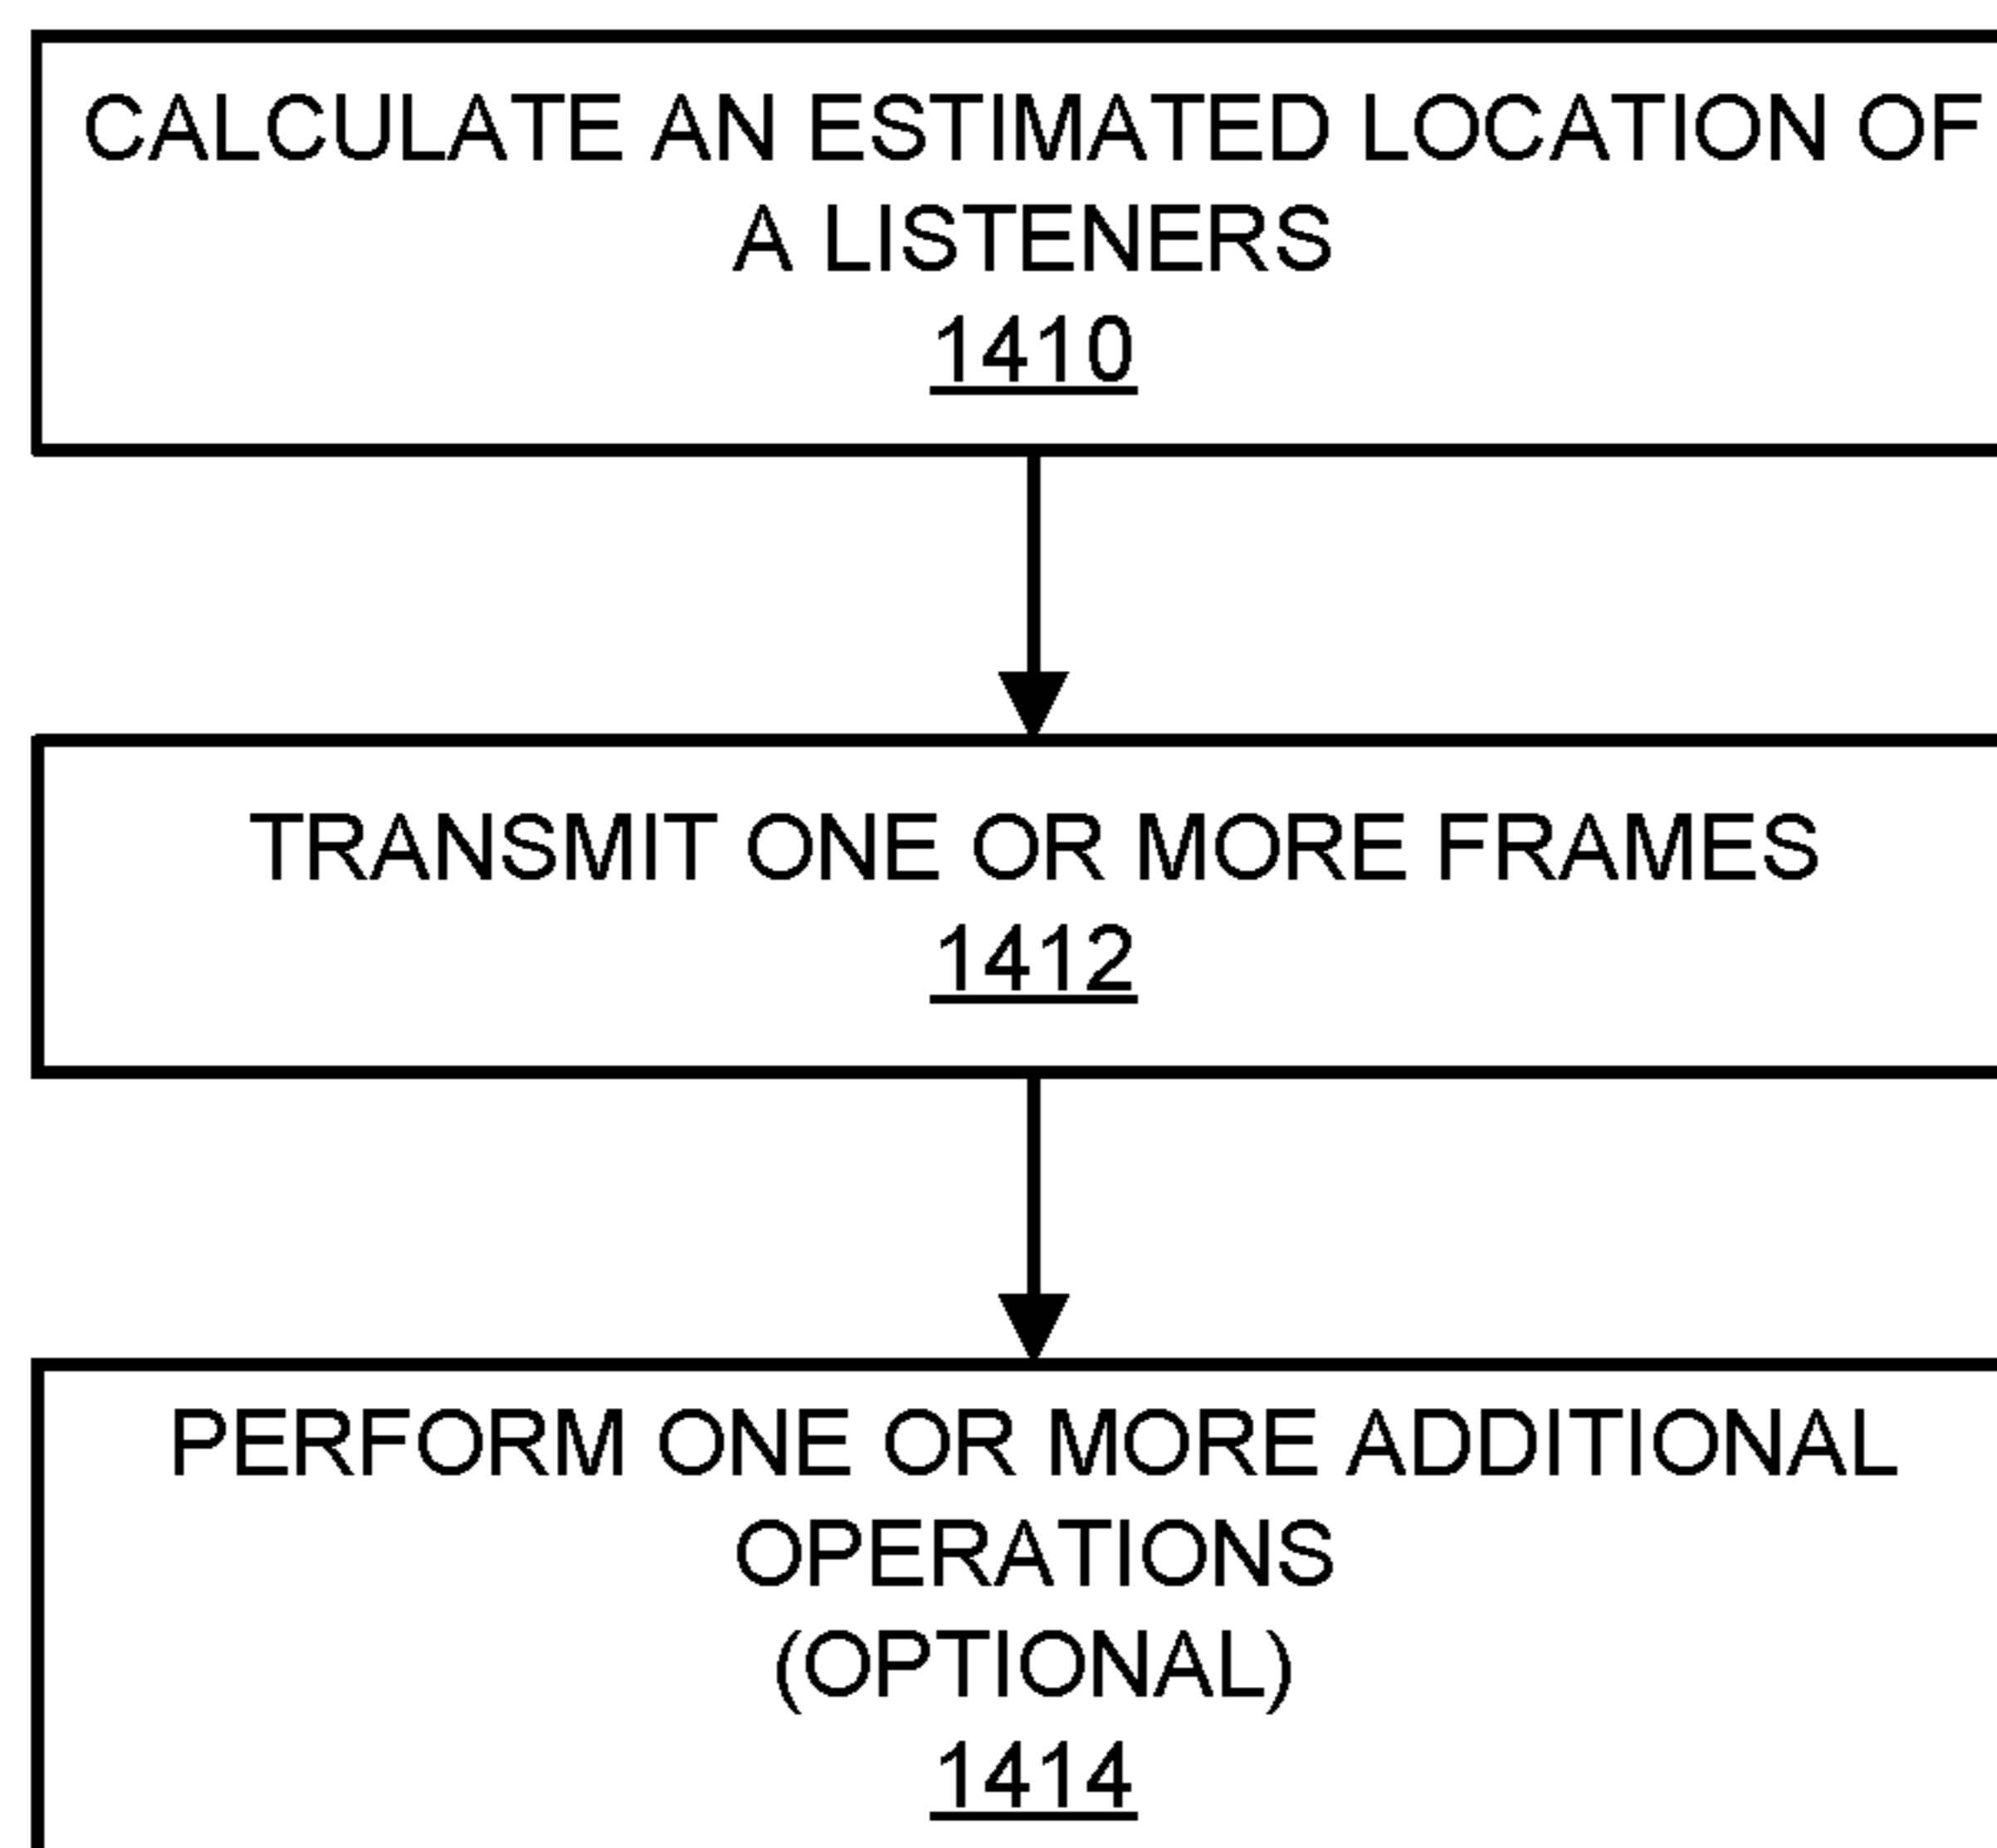 CALCULATE AN ESTIMATED LOCATION OF
A LISTENERS
1410
TRANSMIT ONE OR MORE FRAMES
1412
PERFORM ONE OR MORE ADDITIONAL
OPERATIONS
(OPTIONAL)
1414